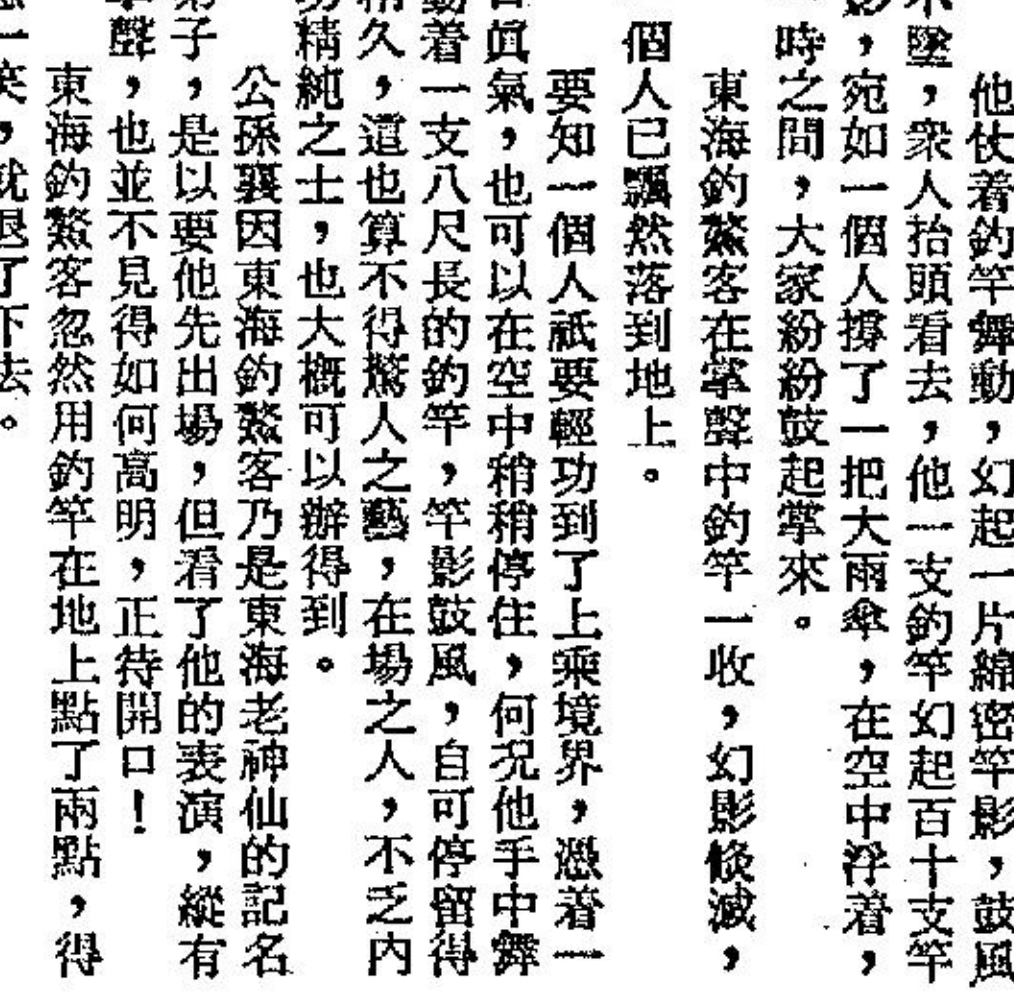 他仗着釣竿舞動，幻起一片綿密竿影，鼓風
不墜，衆人抬頭看去，他一支釣竿幻起百十支竿
影，宛如一個人撐了一把大雨傘，在空中浮着，
一時之間，大家紛紛鼓起掌來。
東海釣鰲客在掌聲中釣竿一收，幻影倐滅，
個人已飄然落到地上。
要知一個人祇要輕功到了上乘境界，憑着一
口眞氣，也可以在空中稍稍停住，何況他手中舞
動着一支八尺長的釣竿，竿影鼓風，自可停留得
稍久，這也算不得驚人之藝，在場之人，不乏內
功精純之士，也大概可以辦得到。
公孫襄因東海釣鰲客乃是東海老神仙的記名
弟子，是以要他先出場，但看了他的表演，縱有
掌聲，也並不見得如何高明，正待開口！
東海釣鰲客忽然用釣竿在地上點了兩點，得
意一笑，就退了下去。